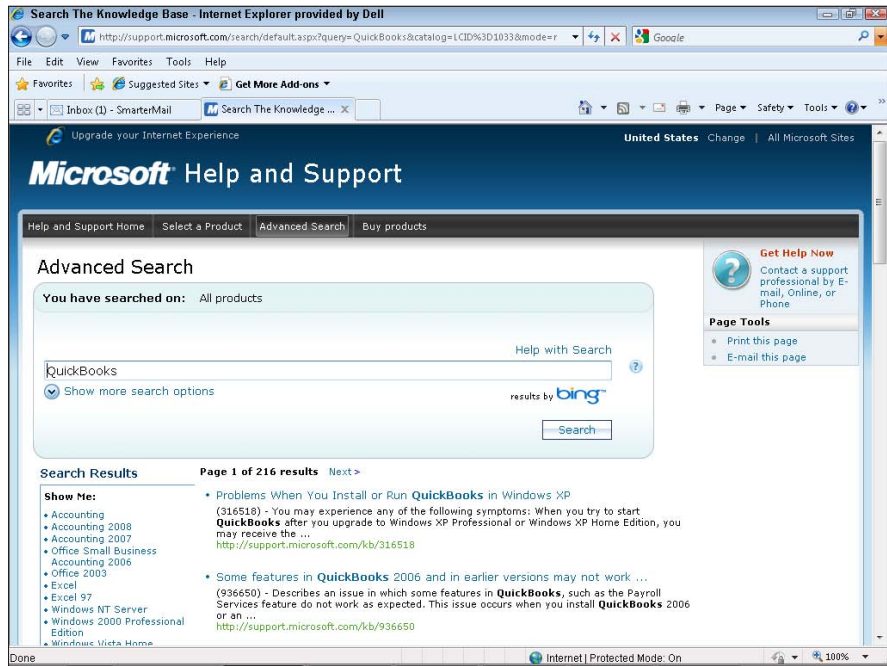 Search The Knowledge Base - Internet Explorer provided by Dell
http://support.microsoft.com/search/default.aspx?query=QuickBooks&catalog=LCID%3D1033&mode=r
Google
File Edit View Favorites Tools Help
Favorites Suggested Sites Get More Add-ons
Inbox (1) - SmarterMail Search The Knowledge ... X Page Safety Tools
Upgrade your Internet Experience United States Change | All Microsoft Sites
Microsoft Help and Support
Help and Support Home Select a Product Advanced Search Buy products
Advanced Search
You have searched on: All products
Help with Search
QuickBooks
Show more search options
results by bing
Search
Get Help Now
Contact a support
professional by E-
mail, Online, or
Phone
Page Tools
Print this page
E-mail this page
Search Results
Show Me:
• Accounting
• Accounting 2008
• Accounting 2007
• Office Small Business
Accounting 2006
• Office 2003
• Excel
• Excel 97
• Windows NT Server
• Windows 2000 Professional
Edition
• Windows Vista Home
Page 1 of 216 results Next >
• Problems When You Install or Run QuickBooks in Windows XP
(316518) - You may experience any of the following symptoms: When you try to start
QuickBooks after you upgrade to Windows XP Professional or Windows XP Home Edition, you
may receive the ...
http://support.microsoft.com/kb/316518
• Some features in QuickBooks 2006 and in earlier versions may not work ...
(936650) - Describes an issue in which some features in QuickBooks, such as the Payroll
Services feature do not work as expected. This issue occurs when you install QuickBooks 2006
or an ...
http://support.microsoft.com/kb/936650
Done Internet | Protected Mode: On 100%